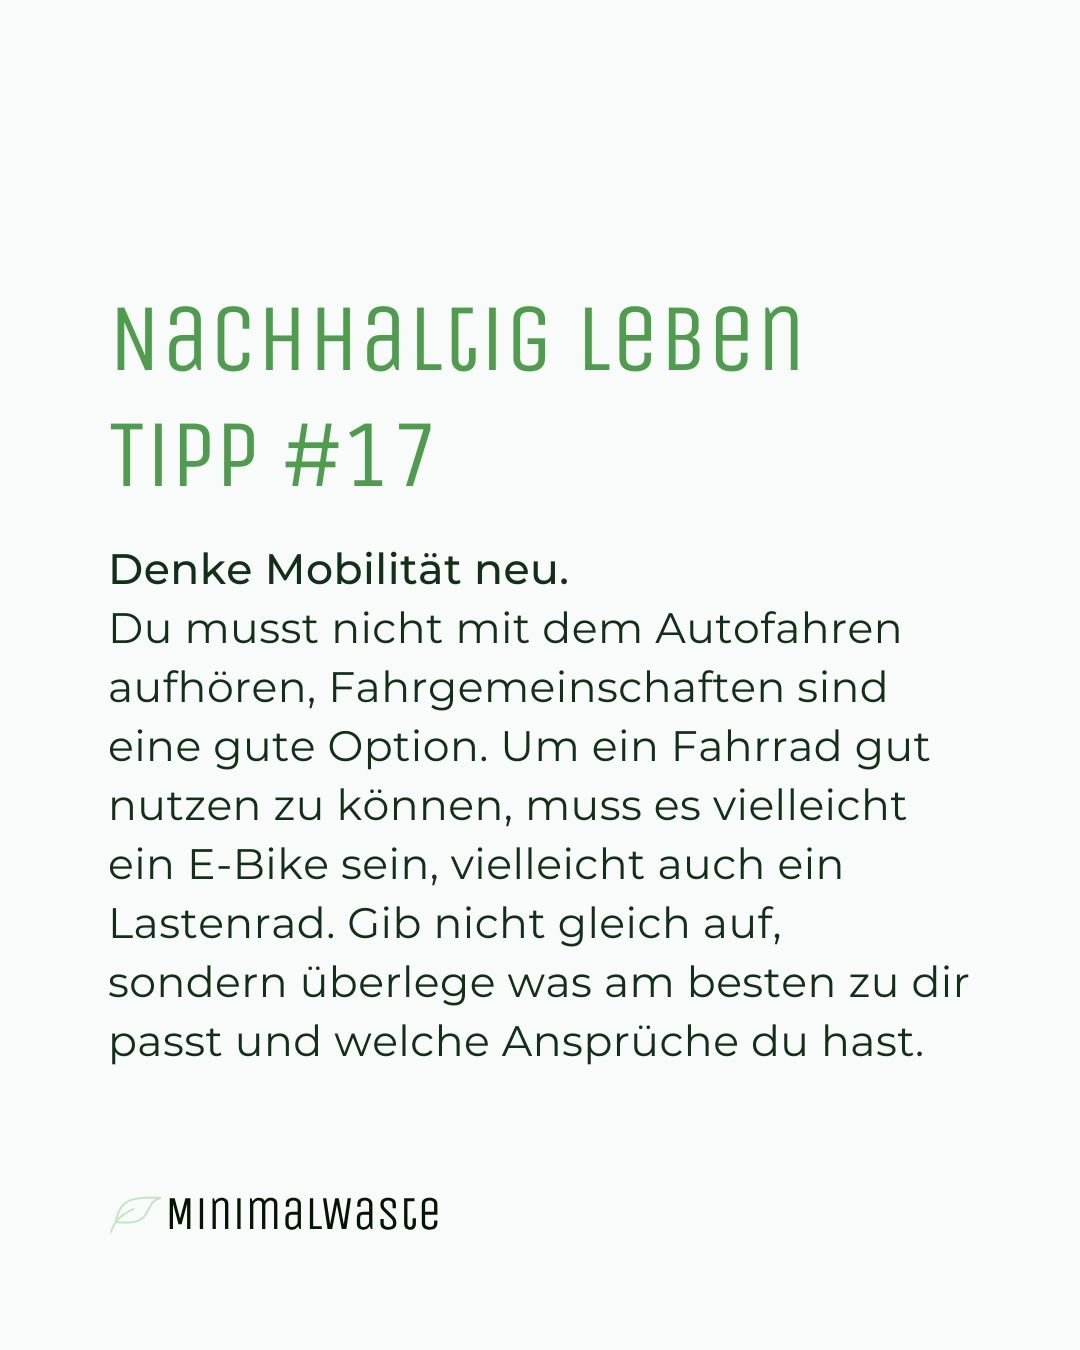 Nachhaltig leben
Tipp #17
Denke Mobilität neu.
Du musst nicht mit dem Autofahren
aufhören, Fahrgemeinschaften sind
eine gute Option. Um ein Fahrrad gut
nutzen zu können, muss es vielleicht
ein E-Bike sein, vielleicht auch ein
Lastenrad. Gib nicht gleich auf,
sondern überlege was am besten zu dir
passt und welche Ansprüche du hast.
Minimalwaste